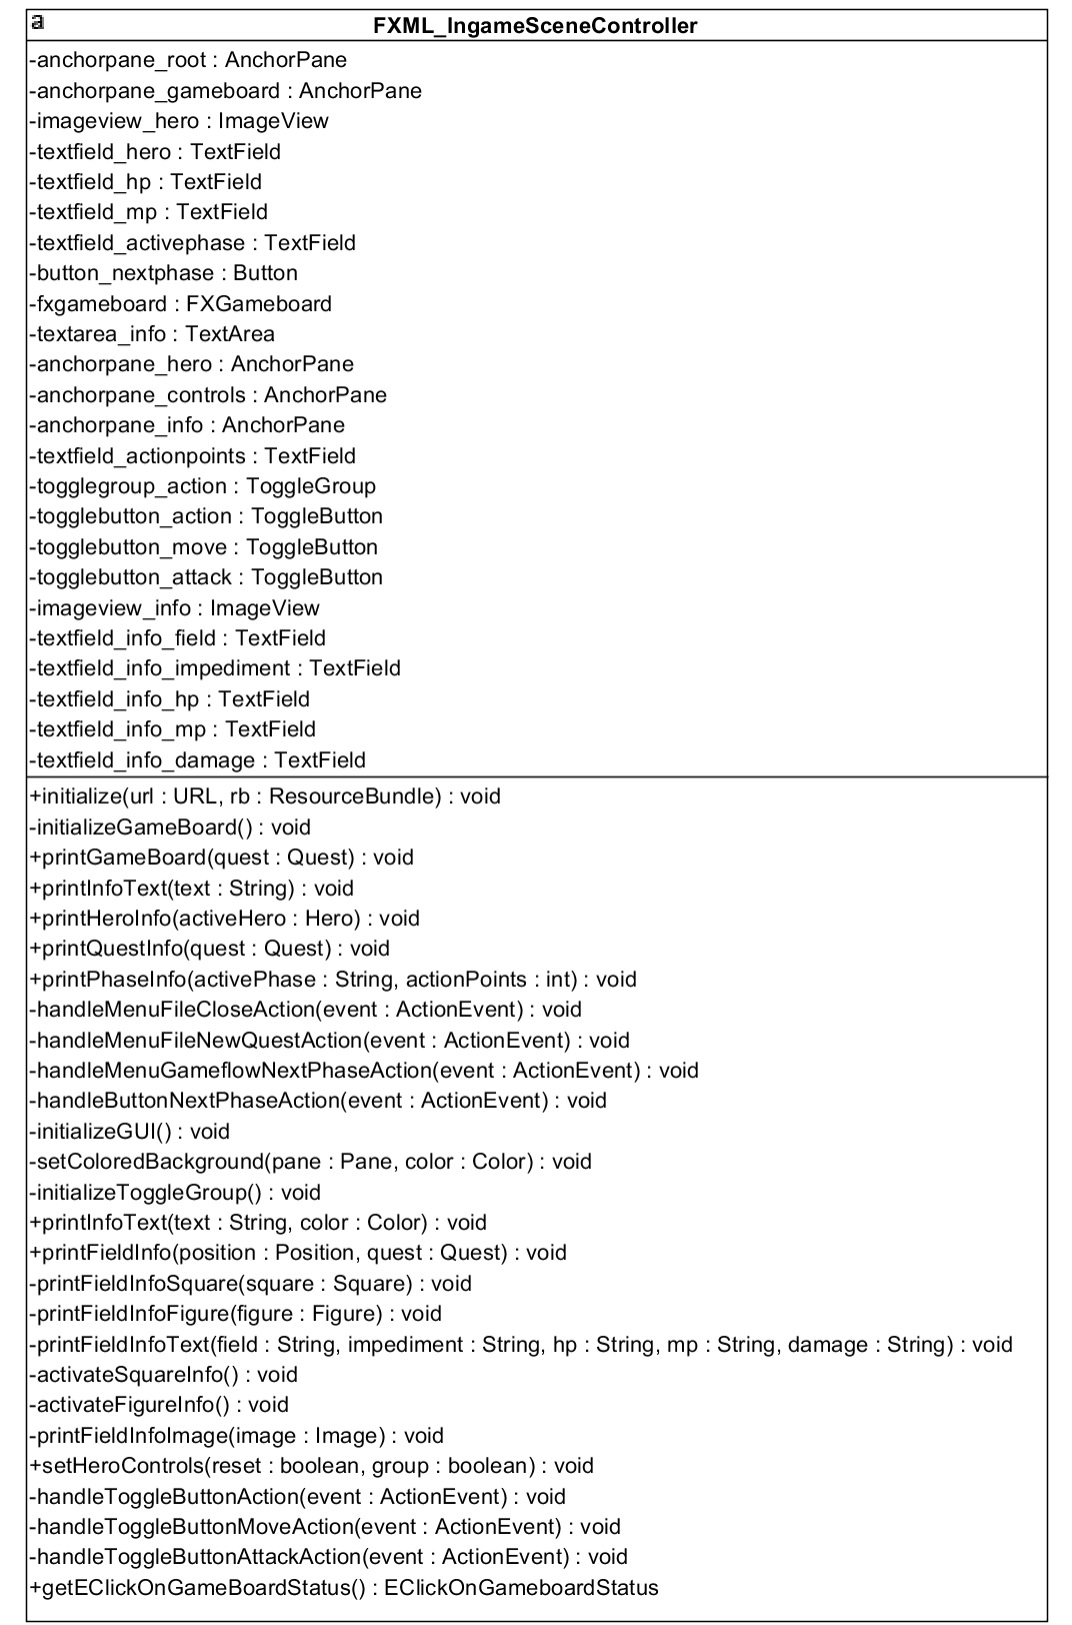 a
FXML_IngameSceneController
-anchorpane_root : AnchorPane
-anchorpane_gameboard : AnchorPane
-imageview_hero : ImageView
-textfield_hero : TextField
-textfield_hp : TextField
-textfield_mp : TextField
-textfield_activephase : TextField
-button_nextphase : Button
-fxgameboard : FXGameboard
-textarea_info : TextArea
-anchorpane_hero : AnchorPane
-anchorpane_controls : AnchorPane
-anchorpane_info : AnchorPane
-textfield_actionpoints : TextField
-togglegroup_action : ToggleGroup
-togglebutton_action : ToggleButton
-togglebutton_move : ToggleButton
-togglebutton_attack : ToggleButton
-imageview_info : ImageView
-textfield_info_field : TextField
-textfield_info_impediment : TextField
-textfield_info_hp : TextField
-textfield_info_mp : TextField
-textfield_info_damage : TextField
+initialize(url : URL, rb : ResourceBundle) : void
-initializeGameBoard() : void
+printGameBoard(quest : Quest) : void
+printInfoText(text : String) : void
+printHeroInfo(activeHero : Hero) : void
+printQuestInfo(quest : Quest) : void
+printPhaseInfo(activePhase : String, actionPoints : int) : void
-handleMenuFileCloseAction(event : ActionEvent) : void
-handleMenuFileNewQuestAction(event : ActionEvent) : void
-handleMenuGameflowNextPhaseAction(event : ActionEvent) : void
-handleButtonNextPhaseAction(event : ActionEvent) : void
-initializeGUI() : void
-setColoredBackground(pane : Pane, color : Color) : void
-initializeToggleGroup() : void
+printInfoText(text : String, color : Color) : void
+printFieldInfo(position : Position, quest : Quest) : void
-printFieldInfoSquare(square : Square) : void
-printFieldInfoFigure(figure : Figure) : void
-printFieldInfoText(field : String, impediment : String, hp : String, mp : String, damage : String) : void
-activateSquareInfo() : void
-activateFigureInfo() : void
-printFieldInfoImage(image : Image) : void
+setHeroControls(reset : boolean, group : boolean) : void
-handleToggleButtonAction(event : ActionEvent) : void
-handleToggleButtonMoveAction(event : ActionEvent) : void
-handleToggleButtonAttackAction(event : ActionEvent) : void
+getEClickOnGameBoardStatus() : EClickOnGameboardStatus